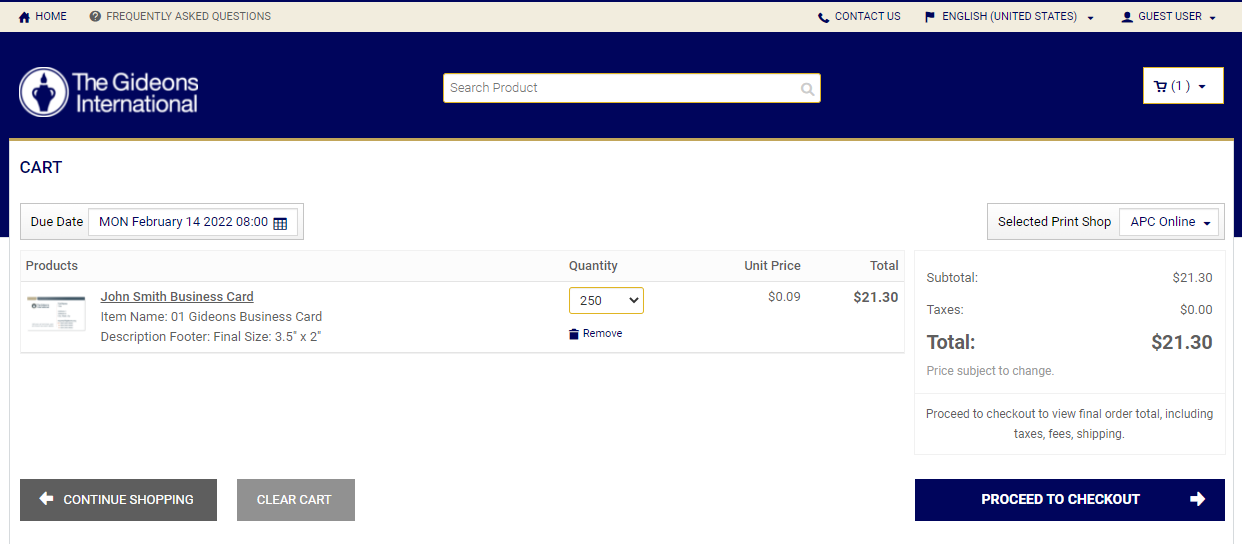 HOME FREQUENTLY ASKED QUESTIONS CONTACT US ENGLISH (UNITED STATES) GUEST USER
The Gideons
International
Search Product
(1 )
CART
Due Date MON February 14 2022 08:00
Selected Print Shop APC Online
Products Quantity Unit Price Total
John Smith Business Card 250 $0.09 $21.30
Item Name: 01 Gideons Business Card
Description Footer: Final Size: 3.5" x 2"
Remove
Subtotal: $21.30
Taxes: $0.00
Total: $21.30
Price subject to change.
Proceed to checkout to view final order total, including
taxes, fees, shipping.
CONTINUE SHOPPING CLEAR CART PROCEED TO CHECKOUT